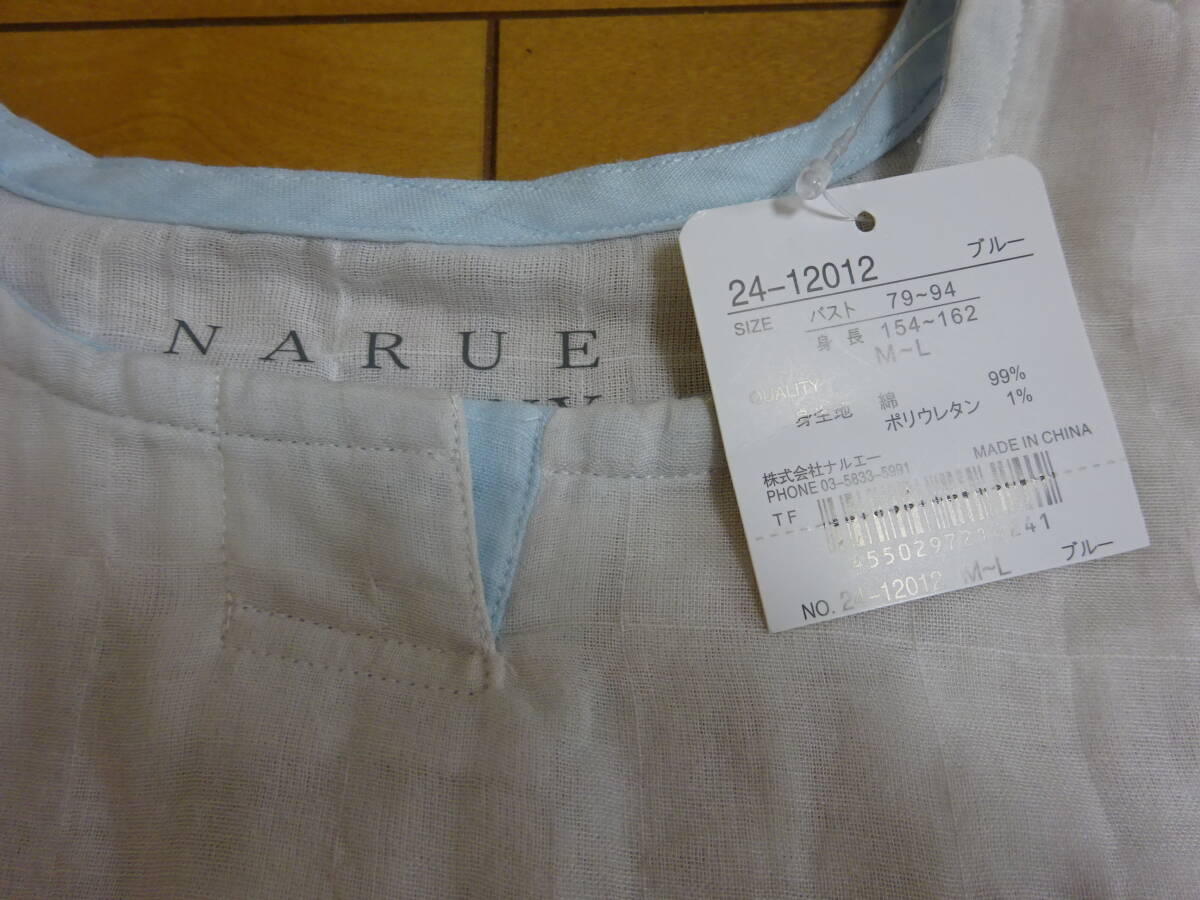 NARUE
24-12012 ブルー
SIZE バスト 79~94
身長 154~162
M~L
QUALITY
身生地 綿 99%
ポリウレタン 1%
MADE IN CHINA
株式会社ナルエー
PHONE 03-5833-5991
TF
ブルー
NO. 24-12012 M~L